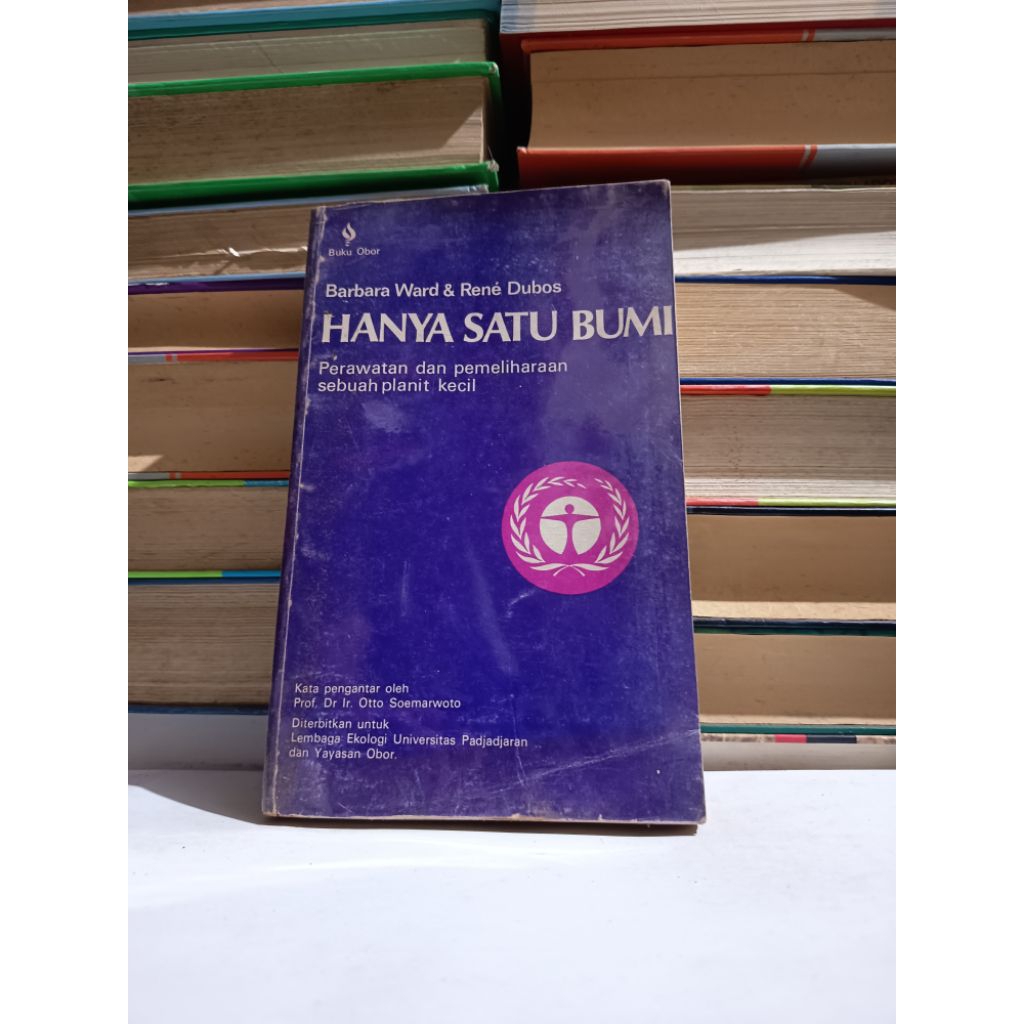 Buku Obor
Barbara Ward & René Dubos
HANYA SATU BUMI
Perawatan dan pemeliharaan
sebuah planit kecil
Kata pengantar oleh
Prof. Dr Ir. Otto Soemarwoto
Diterbitkan untuk
Lembaga Ekologi Universitas Padjadjaran
dan Yayasan Obor.